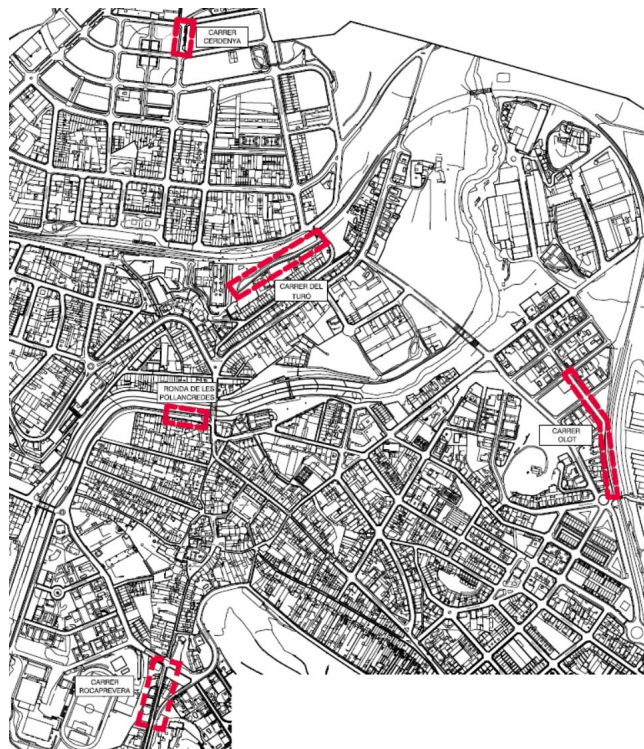 CARRER
CERDENYA
CARRER DEL
TURÓ
RONDA DE LES
POLLANCREDES
CARRER
OLOT
CARRER
ROCAPREVERA